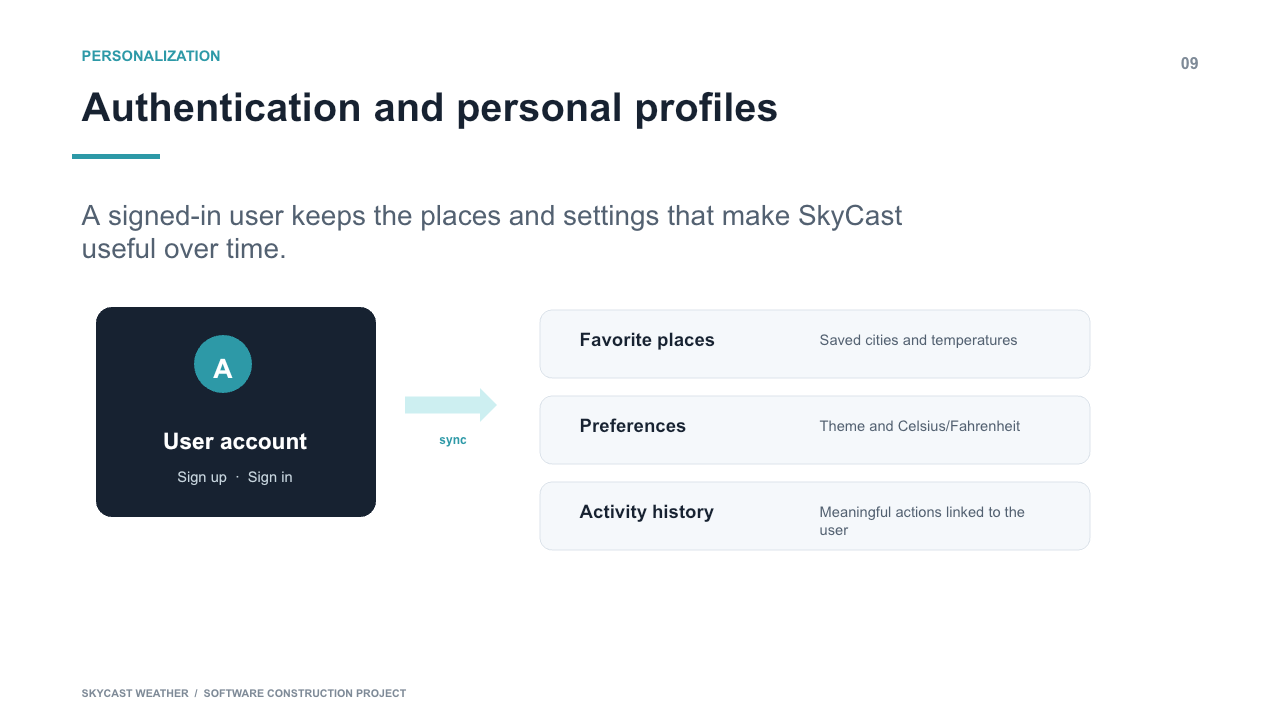 PERSONALIZATION
09
Authentication and personal profiles
A signed-in user keeps the places and settings that make SkyCast
useful over time.
A
User account
Sign up · Sign in
sync
Favorite places
Saved cities and temperatures
Preferences
Theme and Celsius/Fahrenheit
Activity history
Meaningful actions linked to the
user
SKYCAST WEATHER / SOFTWARE CONSTRUCTION PROJECT